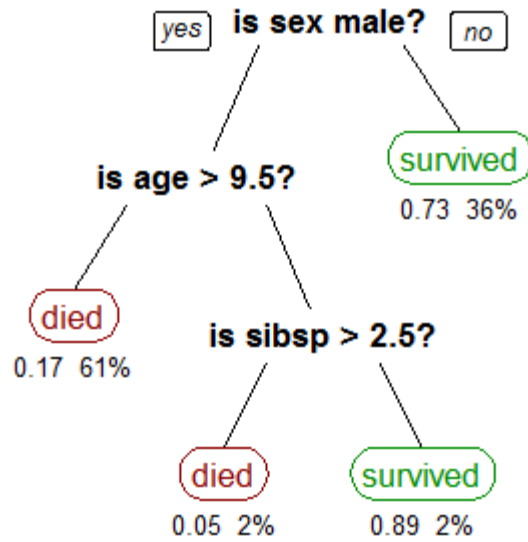 yes is sex male? no
is age > 9.5?
survived
0.73 36%
died
0.17 61%
is sibsp > 2.5?
died
0.05 2%
survived
0.89 2%